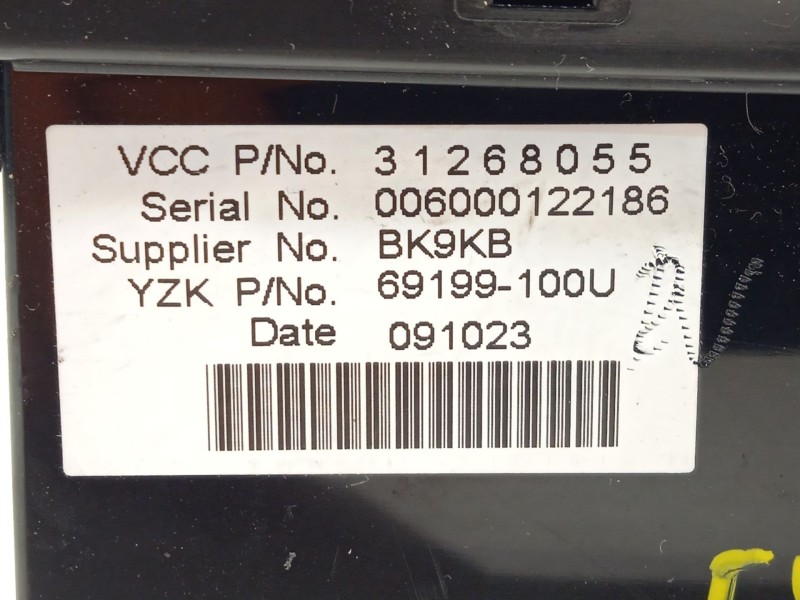 VCC P/No. 31268055
Serial No. 006000122186
Supplier No. BK9KB
YZK P/No. 69199-100U
Date 091023